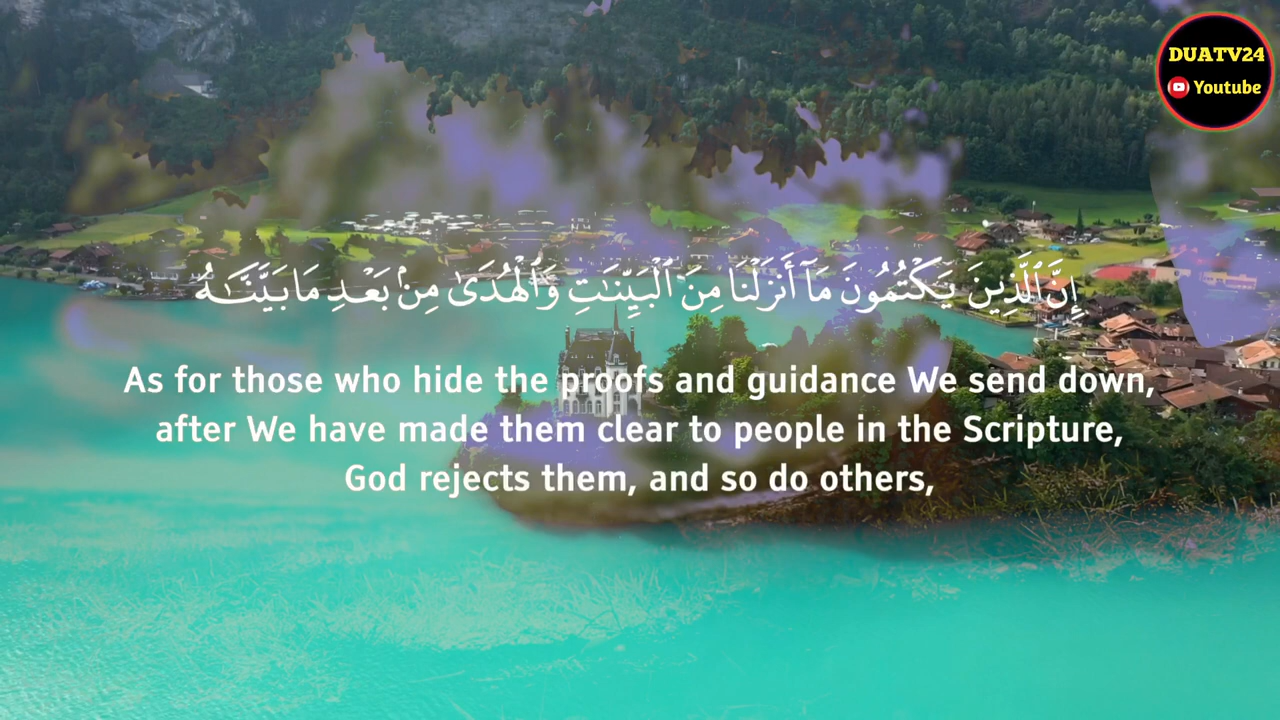 DUATV24
Youtube
إِنَّ ٱلَّذِينَ يَكْتُمُونَ مَآ أَنزَلْنَا مِنَ ٱلْبَيِّنَٰتِ وَٱلْهُدَىٰ مِنۢ بَعْدِ مَا بَيَّنَّٰهُ
As for those who hide the proofs and guidance We send down,
after We have made them clear to people in the Scripture,
God rejects them, and so do others,